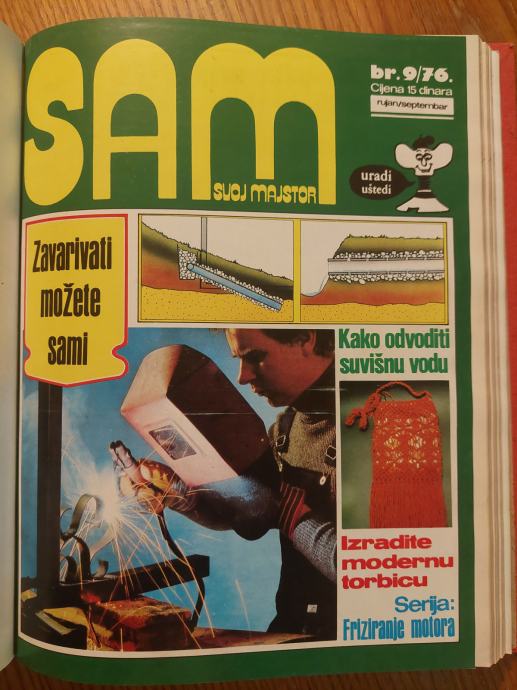 SAM
SVOJ MAJSTOR
br. 9/76.
Cijena 15 dinara
rujan/septembar
uradi
uštedi
Zavarivati
možete
sami
Kako odvoditi
suvišnu vodu
Izradite
modernu
torbicu
Serija:
Friziranje motora